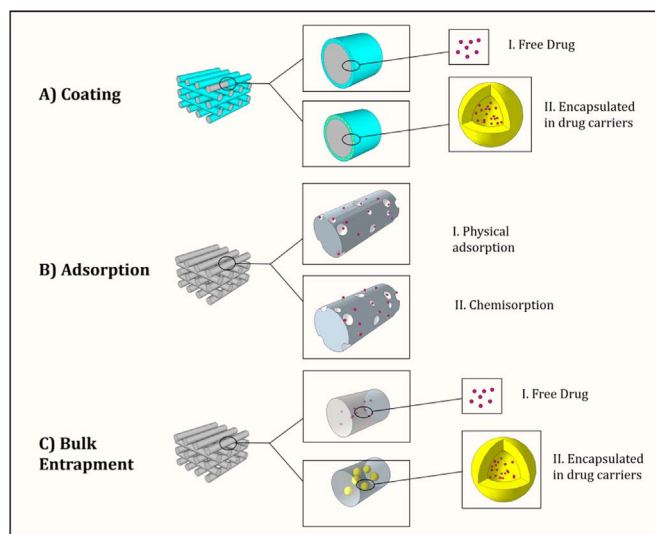 A) Coating
I. Free Drug
II. Encapsulated
in drug carriers
B) Adsorption
I. Physical
adsorption
II. Chemisorption
C) Bulk
Entrapment
I. Free Drug
II. Encapsulated
in drug carriers